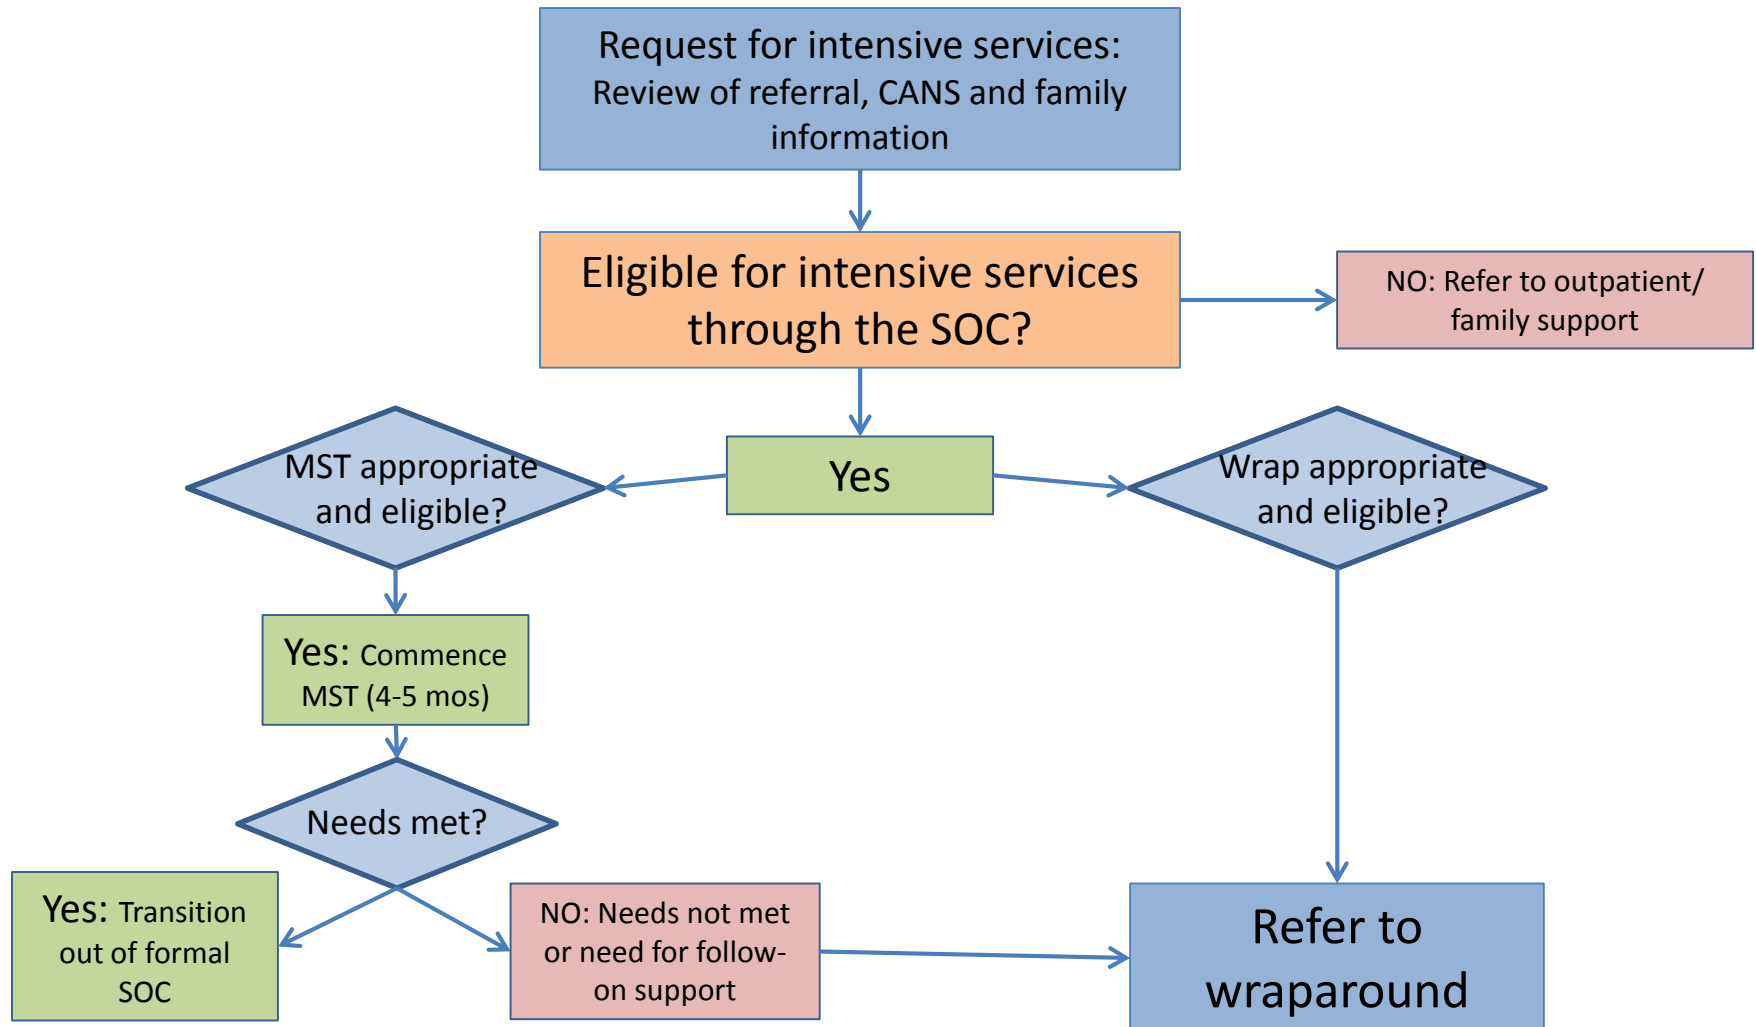 Request for intensive services:
Review of referral, CANS and family
information
Eligible for intensive services
through the SOC?
NO: Refer to outpatient/
family support
MST appropriate
and eligible?
Yes
Wrap appropriate
and eligible?
Yes: Commence
MST (4-5 mos)
Needs met?
Yes: Transition
out of formal
SOC
NO: Needs not met
or need for follow-
on support
Refer to
wraparound